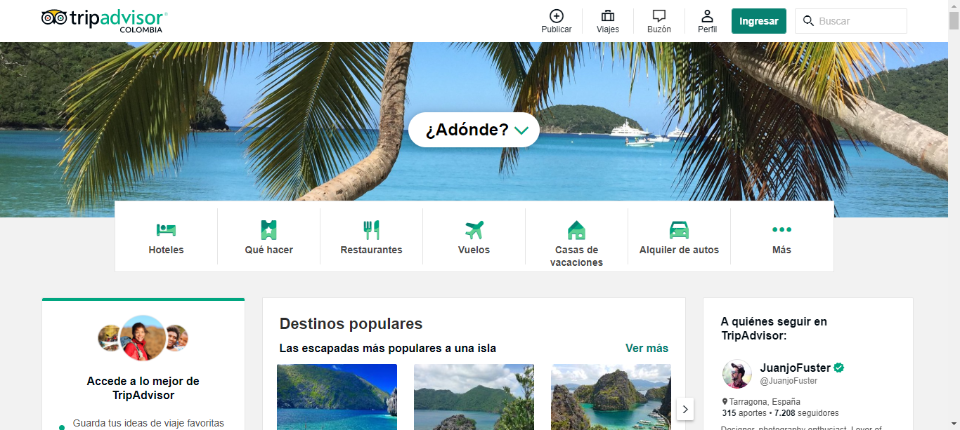 tripadvisor
COLOMBIA
Publicar
Viajes
Buzón
Perfil
Ingresar
Buscar
¿Adónde?
Hoteles
Qué hacer
Restaurantes
Vuelos
Casas de
vacaciones
Alquiler de autos
Más
Accede a lo mejor de
TripAdvisor
Guarda tus ideas de viaje favoritas
Destinos populares
Las escapadas más populares a una isla
Ver más
A quiénes seguir en
TripAdvisor:
JuanjoFuster
@JuanjoFuster
Tarragona, España
315 aportes • 7.208 seguidores
Designer, photography enthusiast, Lover of